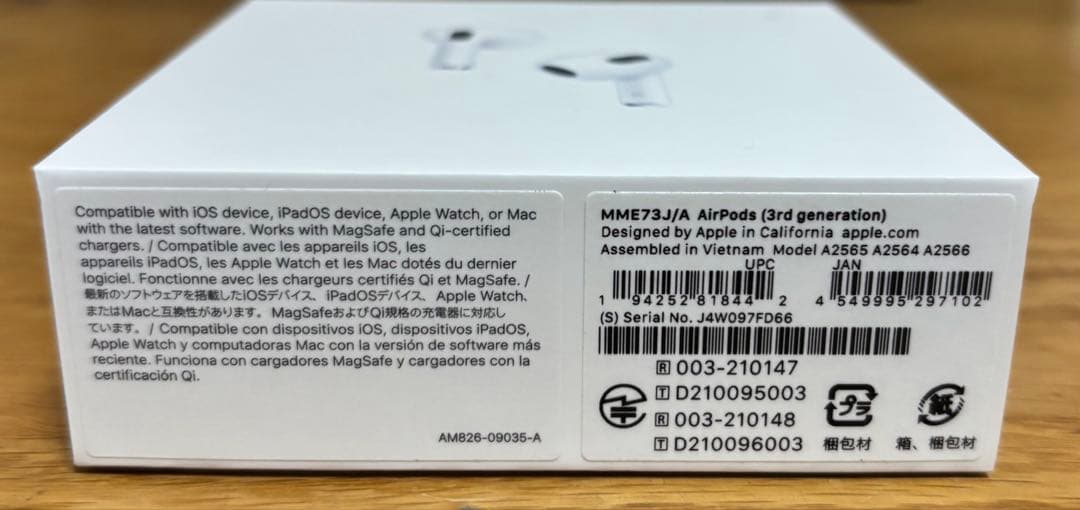 Compatible with iOS device, iPadOS device, Apple Watch, or Mac
with the latest software. Works with MagSafe and Qi-certified
chargers. / Compatible avec les appareils iOS, les
appareils iPadOS, les Apple Watch et les Mac dotés du dernier
logiciel. Fonctionne avec les chargeurs certifiés Qi et MagSafe. /
最新のソフトウェアを搭載したiOSデバイス、iPadOSデバイス、Apple Watch、
またはMacと互換性があります。MagSafeおよびQi規格の充電器に対応し
ています。/ Compatible con dispositivos iOS, dispositivos iPadOS,
Apple Watch y computadoras Mac con la versión de software más
reciente. Funciona con cargadores MagSafe y cargadores con la
certificación Qi.
AM826-09035-A
MME73J/A AirPods (3rd generation)
Designed by Apple in California apple.com
Assembled in Vietnam Model A2565 A2564 A2566
UPC JAN
1 94252 81844 2 4 549995 297102
(S) Serial No. J4W097FD66
R 003-210147
T D210095003
R 003-210148
T D210096003
プラ 紙
梱包材 箱、梱包材